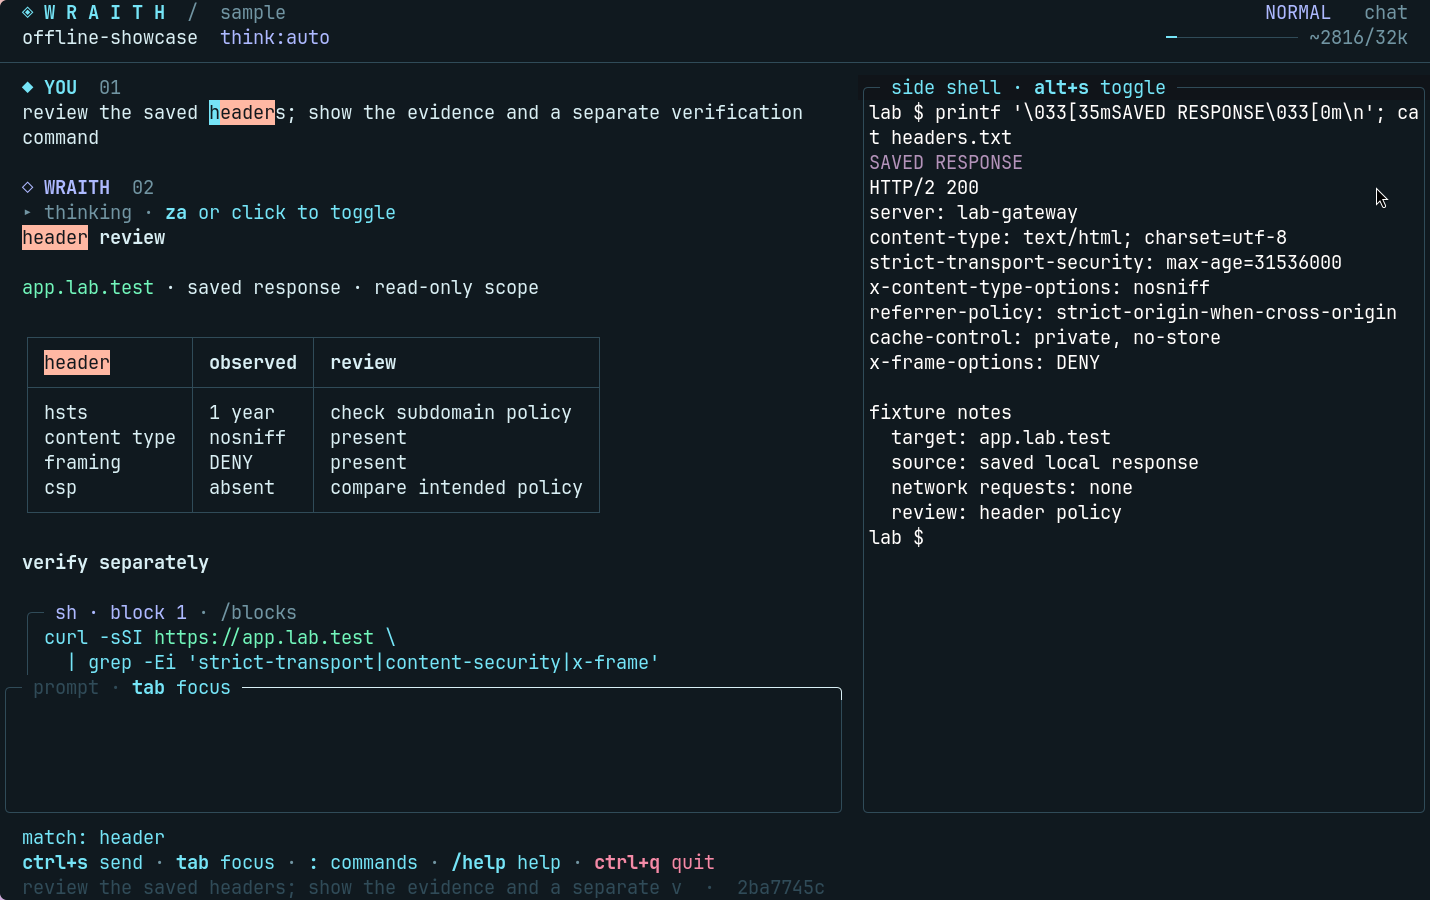 ◈ W R A I T H / sample
NORMAL chat
offline-showcase think:auto
~2816/32k
◆ YOU 01
review the saved headers; show the evidence and a separate verification
command
◇ WRAITH 02
▸ thinking · za or click to toggle
header review
app.lab.test · saved response · read-only scope
header observed review
hsts 1 year check subdomain policy
content type nosniff present
framing DENY present
csp absent compare intended policy
verify separately
sh · block 1 · /blocks
curl -sSI https://app.lab.test \
| grep -Ei 'strict-transport|content-security|x-frame'
prompt · tab focus
side shell · alt+s toggle
lab $ printf '\033[35mSAVED RESPONSE\033[0m\n'; ca
t headers.txt
SAVED RESPONSE
HTTP/2 200
server: lab-gateway
content-type: text/html; charset=utf-8
strict-transport-security: max-age=31536000
x-content-type-options: nosniff
referrer-policy: strict-origin-when-cross-origin
cache-control: private, no-store
x-frame-options: DENY
fixture notes
target: app.lab.test
source: saved local response
network requests: none
review: header policy
lab $
match: header
ctrl+s send · tab focus · : commands · /help help · ctrl+q quit
review the saved headers; show the evidence and a separate v · 2ba7745c